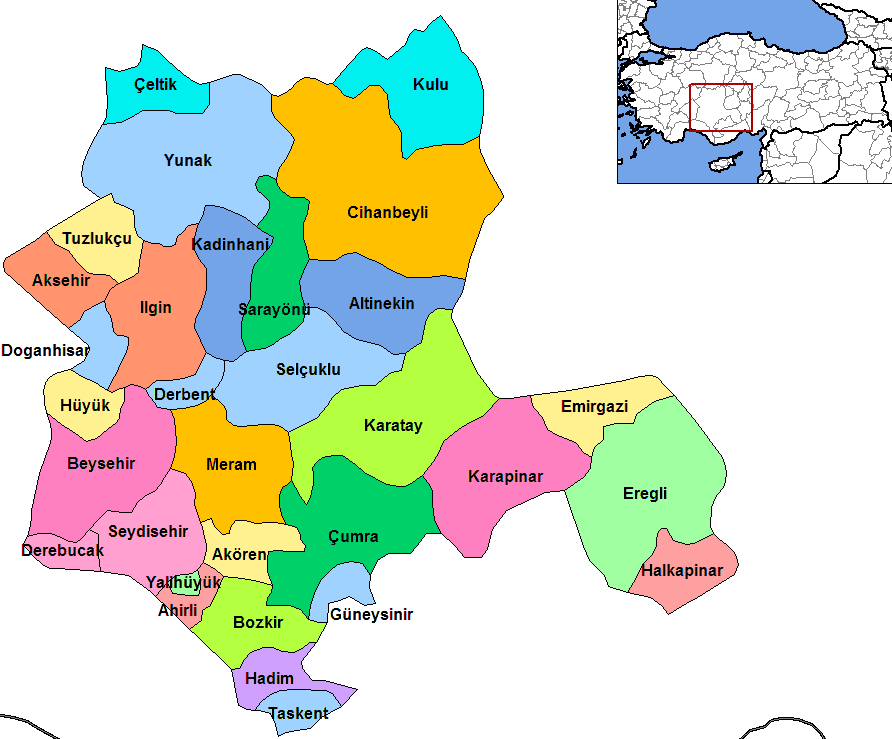 Çeltik
Kulu
Yunak
Cihanbeyli
Tuzlukçu
Kadinhani
Aksehir
Ilgin
Sarayönü
Altinekin
Doganhisar
Selçuklu
Derbent
Hüyük
Emirgazi
Karatay
Beysehir
Meram
Karapinar
Eregli
Seydisehir
Çumra
Derebucak
Akören
Halkapinar
Yalihüyük
Ahirli
Güneysinir
Bozkir
Hadim
Taskent